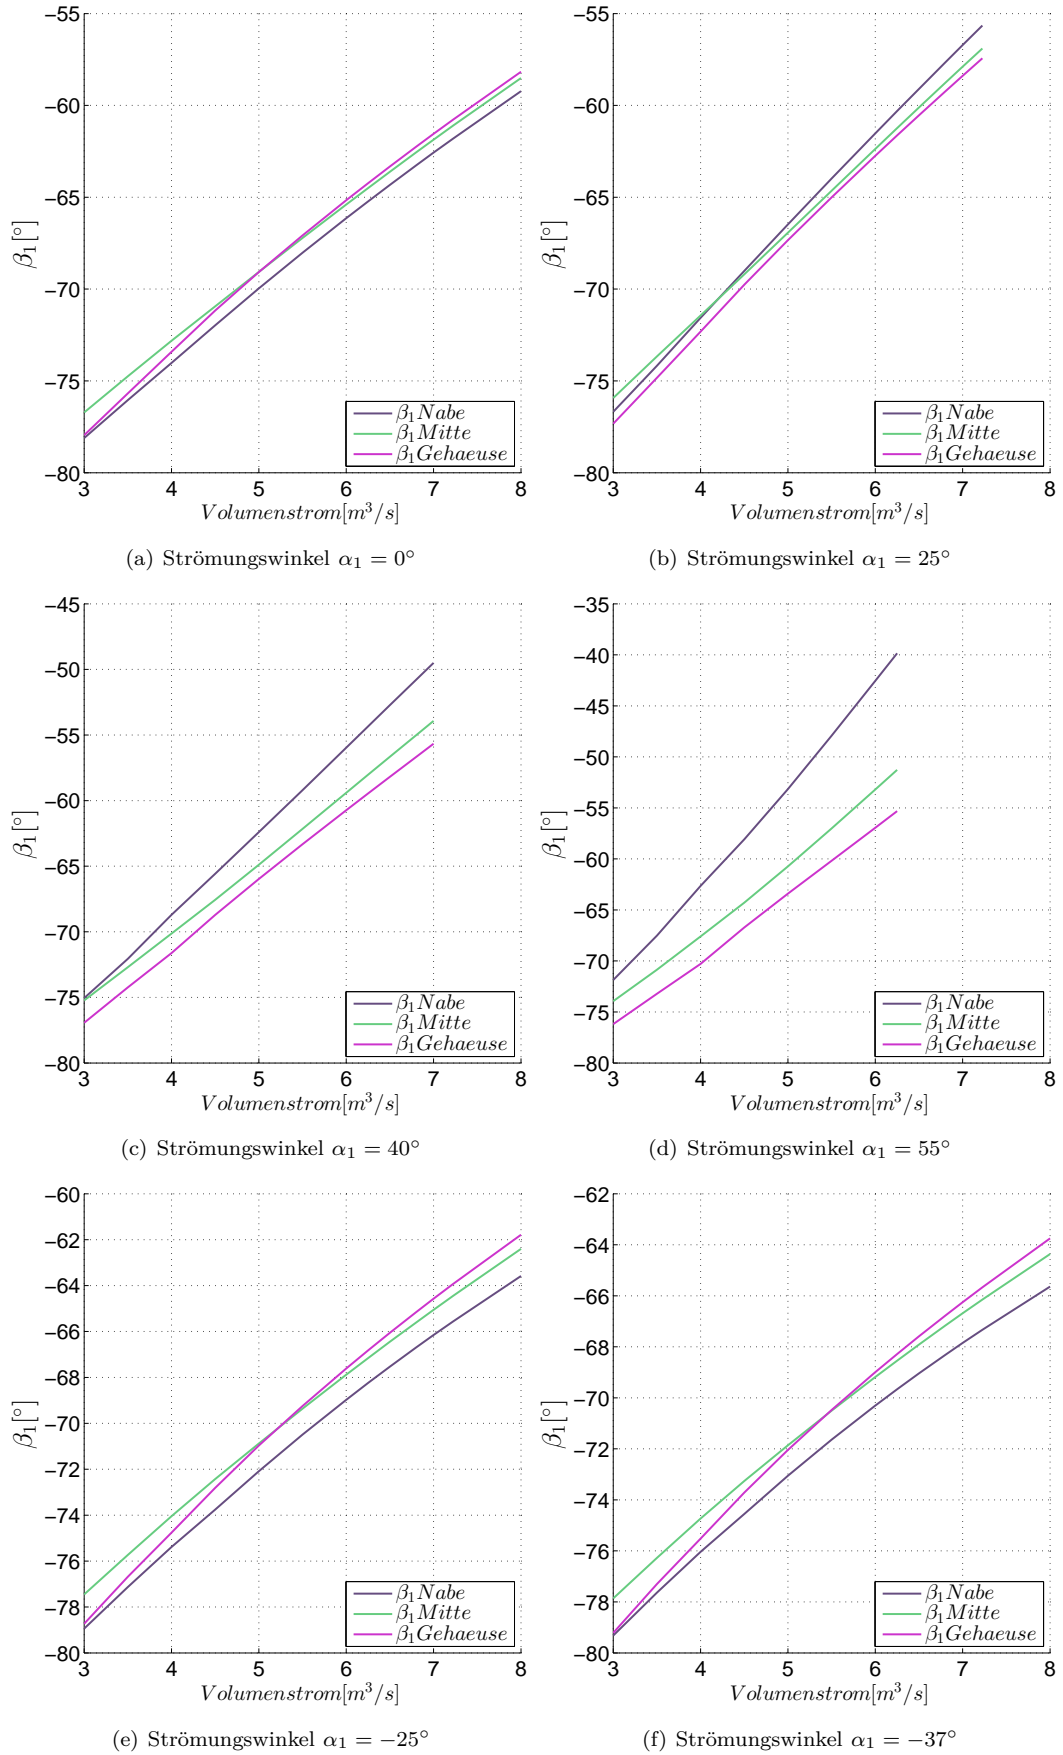 −55
−60
−65
−70
−75
−80
β₁[°]
3 4 5 6 7 8
Volumenstrom[m³/s]
β₁Nabe
β₁Mitte
β₁Gehaeuse
(a) Strömungswinkel α₁ = 0°
−55
−60
−65
−70
−75
−80
β₁[°]
3 4 5 6 7 8
Volumenstrom[m³/s]
β₁Nabe
β₁Mitte
β₁Gehaeuse
(b) Strömungswinkel α₁ = 25°
−45
−50
−55
−60
−65
−70
−75
−80
β₁[°]
3 4 5 6 7 8
Volumenstrom[m³/s]
β₁Nabe
β₁Mitte
β₁Gehaeuse
(c) Strömungswinkel α₁ = 40°
−35
−40
−45
−50
−55
−60
−65
−70
−75
−80
β₁[°]
3 4 5 6 7 8
Volumenstrom[m³/s]
β₁Nabe
β₁Mitte
β₁Gehaeuse
(d) Strömungswinkel α₁ = 55°
−60
−62
−64
−66
−68
−70
−72
−74
−76
−78
−80
β₁[°]
3 4 5 6 7 8
Volumenstrom[m³/s]
β₁Nabe
β₁Mitte
β₁Gehaeuse
(e) Strömungswinkel α₁ = −25°
−62
−64
−66
−68
−70
−72
−74
−76
−78
−80
β₁[°]
3 4 5 6 7 8
Volumenstrom[m³/s]
β₁Nabe
β₁Mitte
β₁Gehaeuse
(f) Strömungswinkel α₁ = −37°